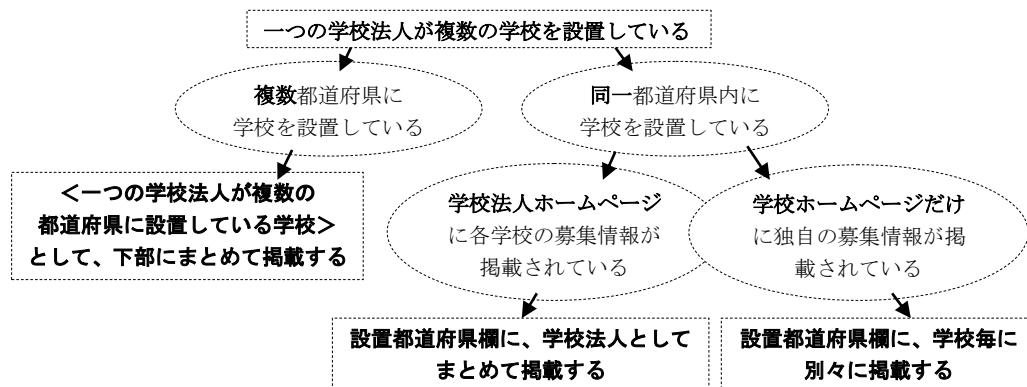 一つの学校法人が複数の学校を設置している
複数都道府県に
学校を設置している
同一都道府県内に
学校を設置している
＜一つの学校法人が複数の
都道府県に設置している学校＞
として、下部にまとめて掲載する
学校法人ホームページ
に各学校の募集情報が
掲載されている
学校ホームページだけ
に独自の募集情報が掲
載されている
設置都道府県欄に、学校法人として
まとめて掲載する
設置都道府県欄に、学校毎に
別々に掲載する